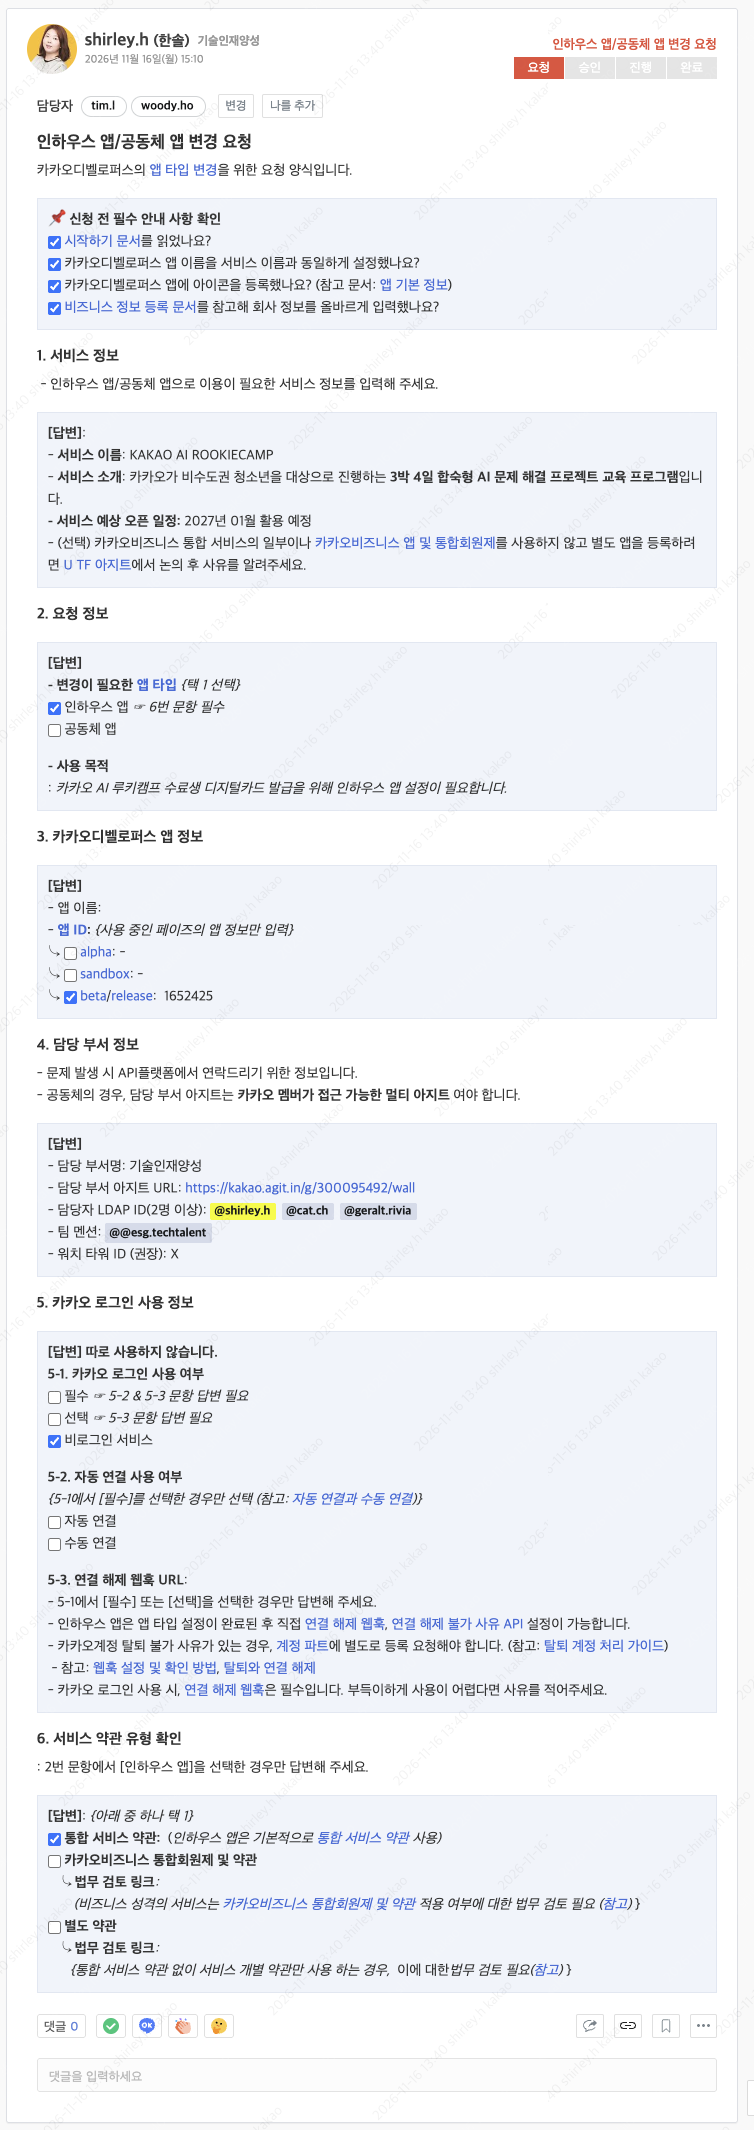 shirley.h (한솔) 기술인재양성
2026년 11월 16일(월) 15:10
인하우스 앱/공동체 앱 변경 요청
요청 승인 진행 완료
담당자 tim.l woody.ho 변경 나를 추가
인하우스 앱/공동체 앱 변경 요청
카카오디벨로퍼스의 앱 타입 변경을 위한 요청 양식입니다.
📌 신청 전 필수 안내 사항 확인
시작하기 문서를 읽었나요?
카카오디벨로퍼스 앱 이름을 서비스 이름과 동일하게 설정했나요?
카카오디벨로퍼스 앱에 아이콘을 등록했나요? (참고 문서: 앱 기본 정보)
비즈니스 정보 등록 문서를 참고해 회사 정보를 올바르게 입력했나요?
1. 서비스 정보
- 인하우스 앱/공동체 앱으로 이용이 필요한 서비스 정보를 입력해 주세요.
[답변]:
- 서비스 이름: KAKAO AI ROOKIECAMP
- 서비스 소개: 카카오가 비수도권 청소년을 대상으로 진행하는 3박 4일 합숙형 AI 문제 해결 프로젝트 교육 프로그램입니
다.
- 서비스 예상 오픈 일정: 2027년 01월 활용 예정
- (선택) 카카오비즈니스 통합 서비스의 일부이나 카카오비즈니스 앱 및 통합회원제를 사용하지 않고 별도 앱을 등록하려
면 U TF 아지트에서 논의 후 사유를 알려주세요.
2. 요청 정보
[답변]
- 변경이 필요한 앱 타입 {택 1 선택}
인하우스 앱 ☞ 6번 문항 필수
공동체 앱
- 사용 목적
: 카카오 AI 루키캠프 수료생 디지털카드 발급을 위해 인하우스 앱 설정이 필요합니다.
3. 카카오디벨로퍼스 앱 정보
[답변]
- 앱 이름:
- 앱 ID: {사용 중인 페이즈의 앱 정보만 입력}
alpha: -
sandbox: -
beta/release: 1652425
4. 담당 부서 정보
- 문제 발생 시 API플랫폼에서 연락드리기 위한 정보입니다.
- 공동체의 경우, 담당 부서 아지트는 카카오 멤버가 접근 가능한 멀티 아지트 여야 합니다.
[답변]
- 담당 부서명: 기술인재양성
- 담당 부서 아지트 URL: https://kakao.agit.in/g/300095492/wall
- 담당자 LDAP ID(2명 이상): @shirley.h @cat.ch @geralt.rivia
- 팀 멘션: @@esg.techtalent
- 워치 타워 ID (권장): X
5. 카카오 로그인 사용 정보
[답변] 따로 사용하지 않습니다.
5-1. 카카오 로그인 사용 여부
필수 ☞ 5-2 & 5-3 문항 답변 필요
선택 ☞ 5-3 문항 답변 필요
비로그인 서비스
5-2. 자동 연결 사용 여부
{5-1에서 [필수]를 선택한 경우만 선택 (참고: 자동 연결과 수동 연결)}
자동 연결
수동 연결
5-3. 연결 해제 웹훅 URL:
- 5-1에서 [필수] 또는 [선택]을 선택한 경우만 답변해 주세요.
- 인하우스 앱은 앱 타입 설정이 완료된 후 직접 연결 해제 웹훅, 연결 해제 불가 사유 API 설정이 가능합니다.
- 카카오계정 탈퇴 불가 사유가 있는 경우, 계정 파트에 별도로 등록 요청해야 합니다. (참고: 탈퇴 계정 처리 가이드)
- 참고: 웹훅 설정 및 확인 방법, 탈퇴와 연결 해제
- 카카오 로그인 사용 시, 연결 해제 웹훅은 필수입니다. 부득이하게 사용이 어렵다면 사유를 적어주세요.
6. 서비스 약관 유형 확인
: 2번 문항에서 [인하우스 앱]을 선택한 경우만 답변해 주세요.
[답변]: {아래 중 하나 택 1}
통합 서비스 약관: (인하우스 앱은 기본적으로 통합 서비스 약관 사용)
카카오비즈니스 통합회원제 및 약관
법무 검토 링크:
(비즈니스 성격의 서비스는 카카오비즈니스 통합회원제 및 약관 적용 여부에 대한 법무 검토 필요 (참고) }
별도 약관
법무 검토 링크:
{통합 서비스 약관 없이 서비스 개별 약관만 사용 하는 경우, 이에 대한법무 검토 필요(참고) }
댓글 0
댓글을 입력하세요